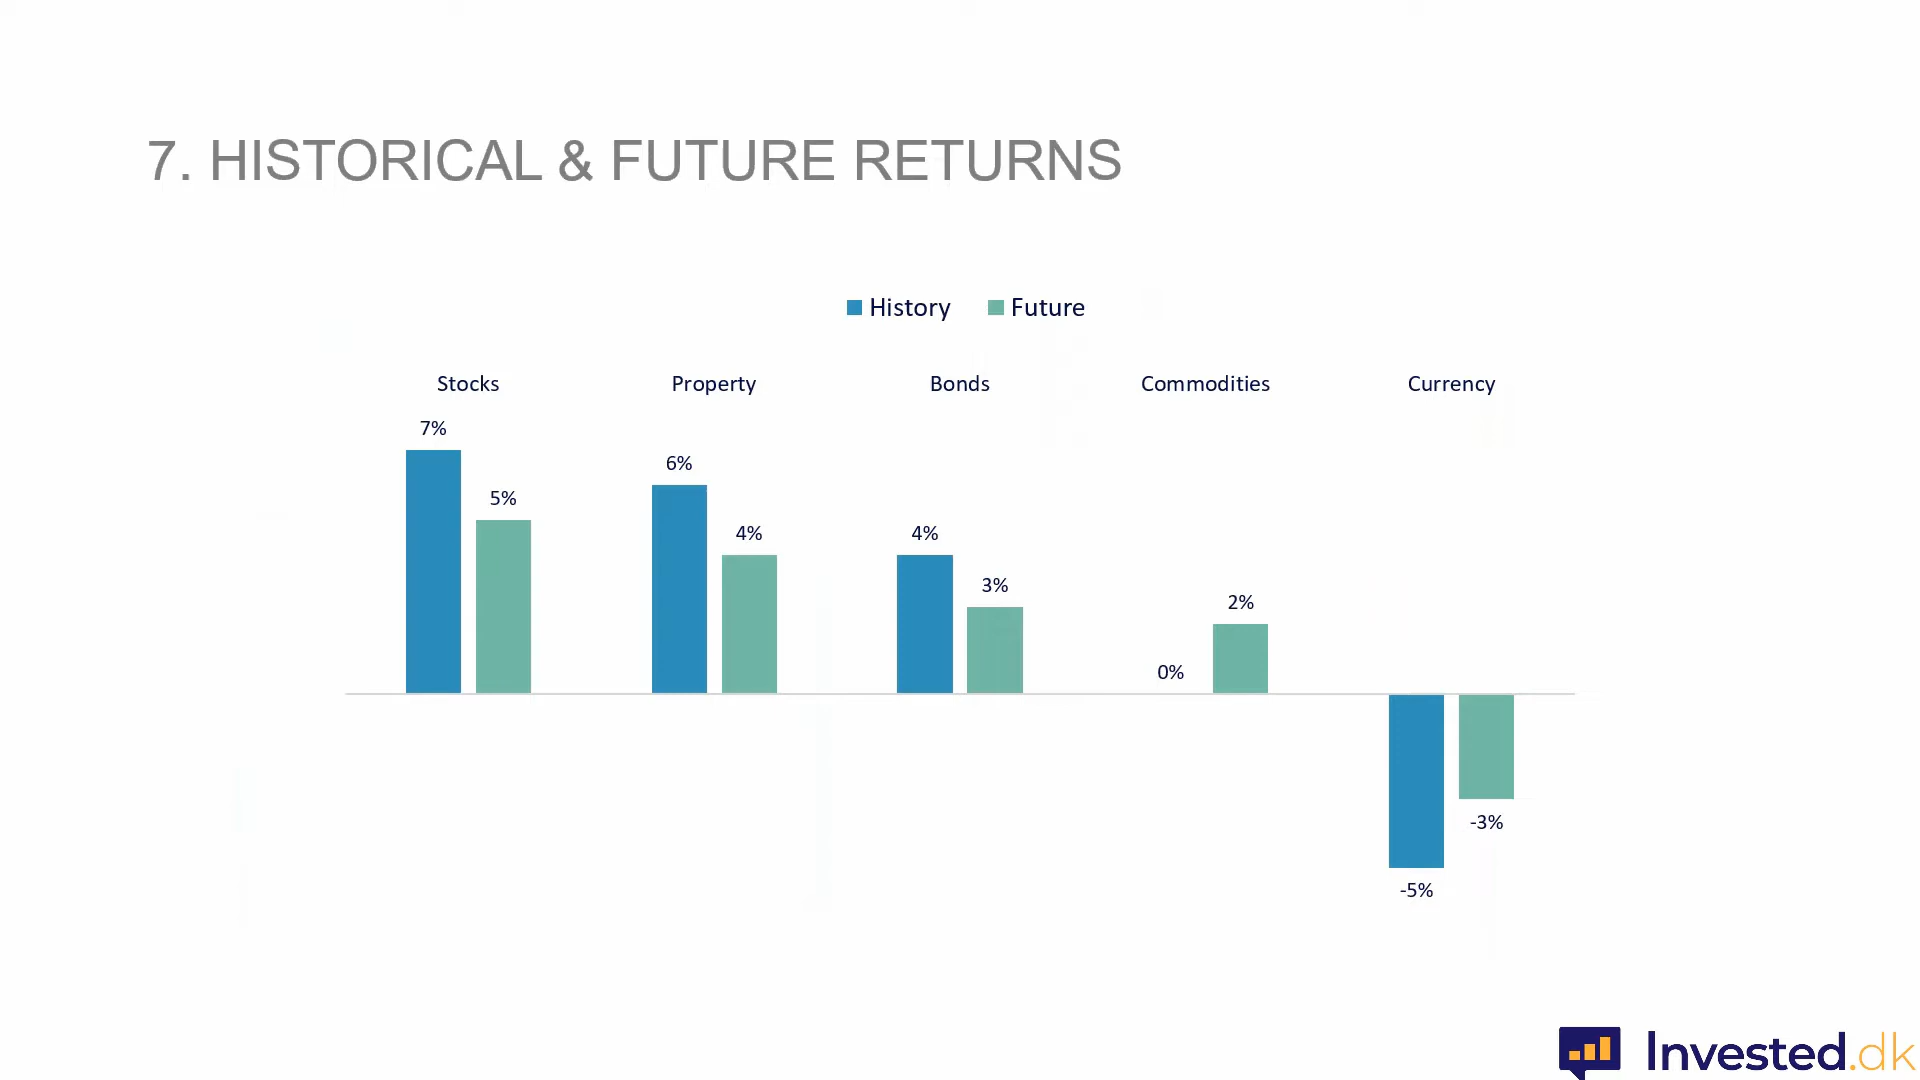 7. HISTORICAL & FUTURE RETURNS
History Future
Stocks Property Bonds Commodities Currency
7%
6%
5%
4% 4%
3%
2%
0%
-3%
-5%
Invested.dk